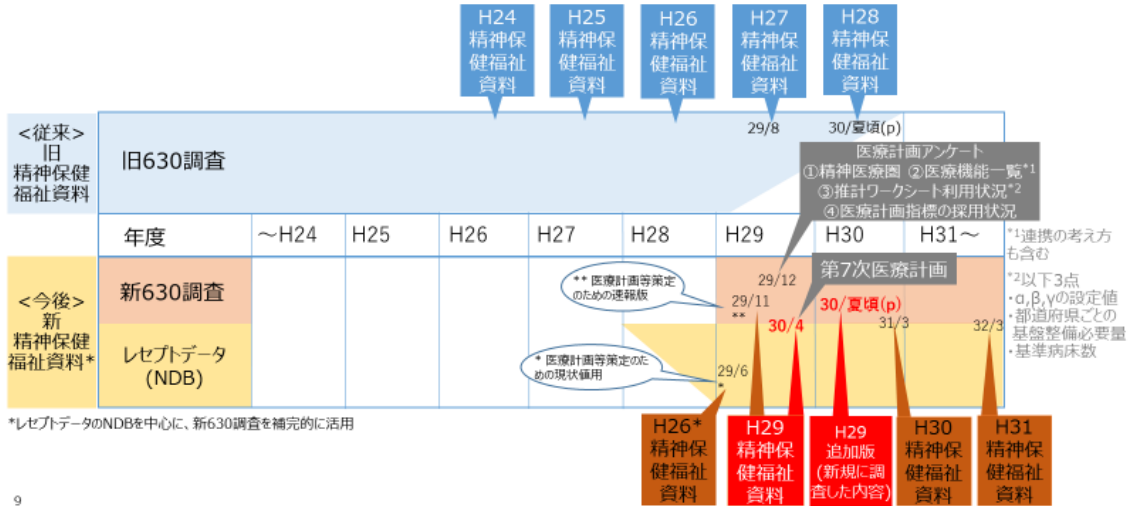 H24
精神保
健福祉
資料
H25
精神保
健福祉
資料
H26
精神保
健福祉
資料
H27
精神保
健福祉
資料
H28
精神保
健福祉
資料
<従来>
旧
精神保健
福祉資料
旧630調査
29/8
30/夏頃(p)
医療計画アンケート
①精神医療圏 ②医療機能一覧*1
③推計ワークシート利用状況*2
④医療計画指標の採用状況
年度
～H24
H25
H26
H27
H28
H29
H30
H31～
*1連携の考え方
も含む
*2以下3点
・α,β,γの設定値
・都道府県ごとの
基盤整備必要量
・基準病床数
<今後>
新
精神保健
福祉資料*
新630調査
** 医療計画等策定
のための速報版
29/12
第7次医療計画
29/11
**
30/4
30/夏頃(p)
31/3
32/3
レセプトデータ
(NDB)
* 医療計画等策定のた
めの現状値用
29/6
*
*レセプトデータのNDBを中心に、新630調査を補完的に活用
H26*
精神保
健福祉
資料
H29
精神保
健福祉
資料
H29
追加版
(新規に調
査した内容)
H30
精神保
健福祉
資料
H31
精神保
健福祉
資料
9